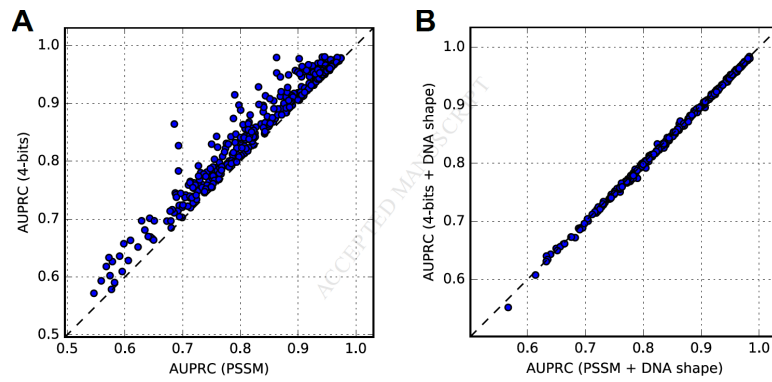 A
B
1.0
0.9
0.8
0.7
0.6
0.5
AUPRC (4-bits)
0.5 0.6 0.7 0.8 0.9 1.0
AUPRC (PSSM)
1.0
0.9
0.8
0.7
0.6
AUPRC (4-bits + DNA shape)
0.6 0.7 0.8 0.9 1.0
AUPRC (PSSM + DNA shape)
ACCEPTED MANUSCRIPT